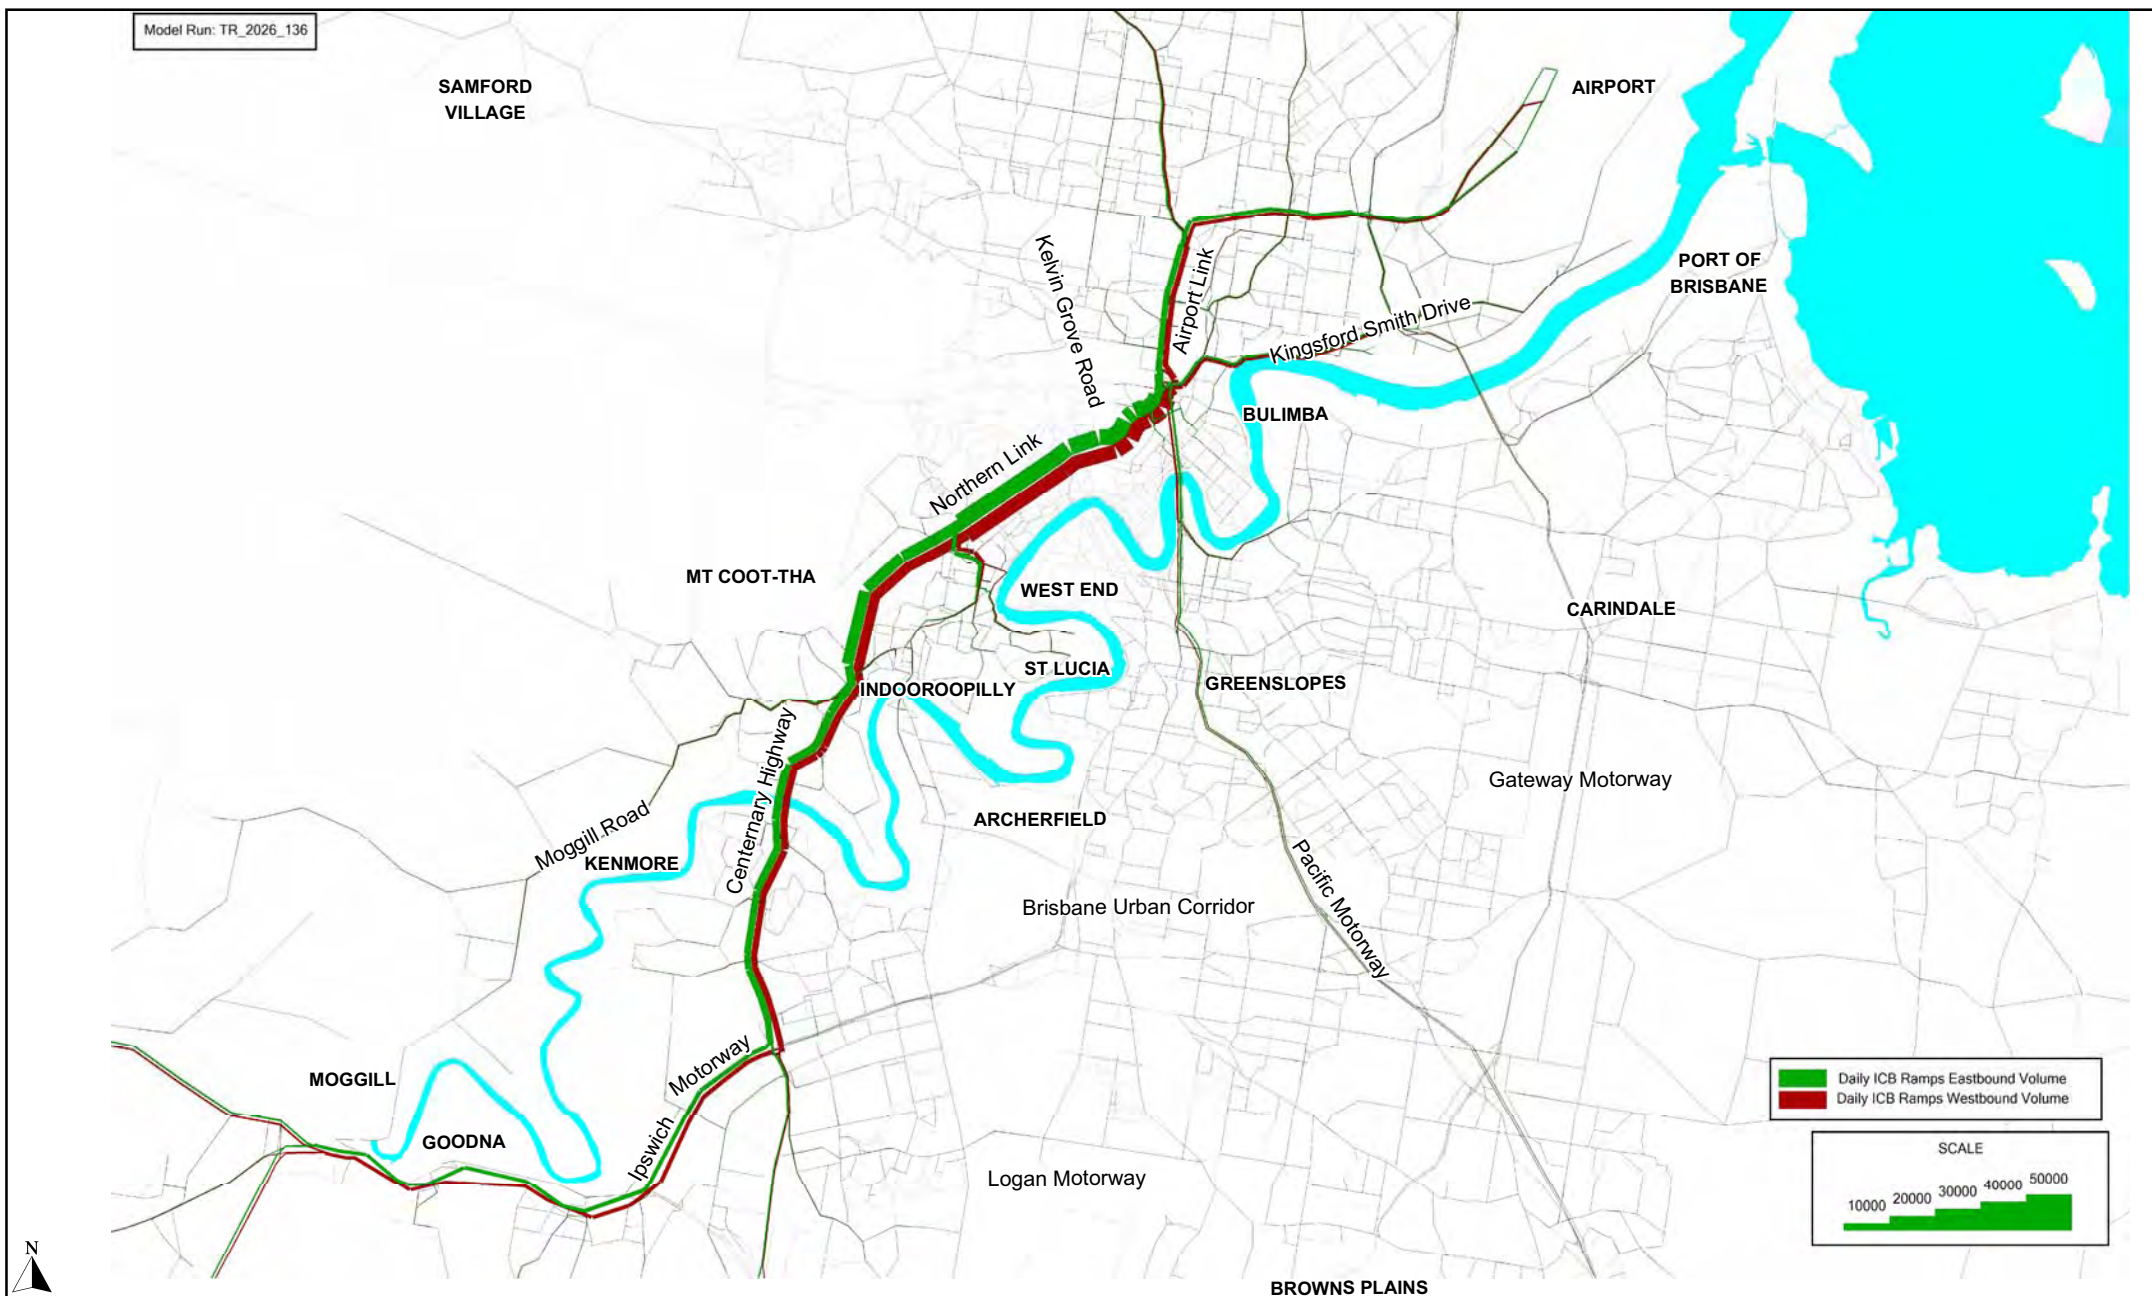 Model Run: TR_2026_136
SAMFORD
VILLAGE
AIRPORT
Kelvin Grove Road
Airport Link
PORT OF
BRISBANE
Kingsford Smith Drive
BULIMBA
Northern Link
MT COOT-THA
WEST END
CARINDALE
ST LUCIA
INDOOROOPILLY
GREENSLOPES
Centernary Highway
Gateway Motorway
ARCHERFIELD
Moggill Road
KENMORE
Pacific Motorway
Brisbane Urban Corridor
Ipswich Motorway
MOGGILL
GOODNA
Logan Motorway
Daily ICB Ramps Eastbound Volume
Daily ICB Ramps Westbound Volume
SCALE
10000 20000 30000 40000 50000
N
BROWNS PLAINS